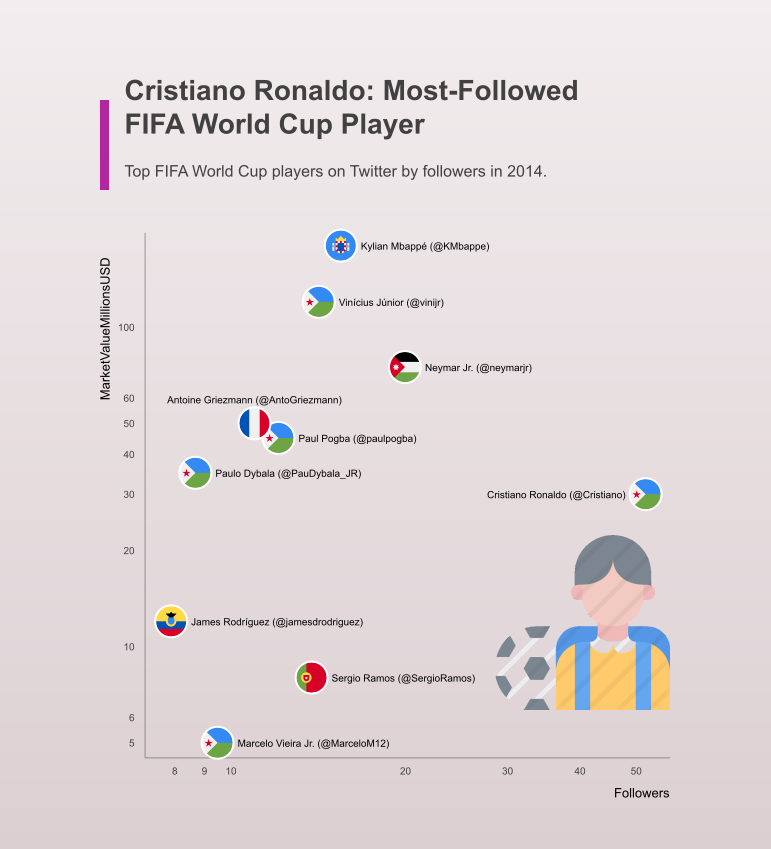 Cristiano Ronaldo: Most-Followed
FIFA World Cup Player
Top FIFA World Cup players on Twitter by followers in 2014.
MarketValueMillionsUSD
Kylian Mbappé (@KMbappe)
Vinícius Júnior (@vinijr)
100
Neymar Jr. (@neymarjr)
60
Antoine Griezmann (@AntoGriezmann)
50
Paul Pogba (@paulpogba)
40
Paulo Dybala (@PauDybala_JR)
30
Cristiano Ronaldo (@Cristiano)
20
James Rodríguez (@jamesdrodriguez)
10
Sergio Ramos (@SergioRamos)
6
5
Marcelo Vieira Jr. (@MarceloM12)
8 9 10 20 30 40 50
Followers